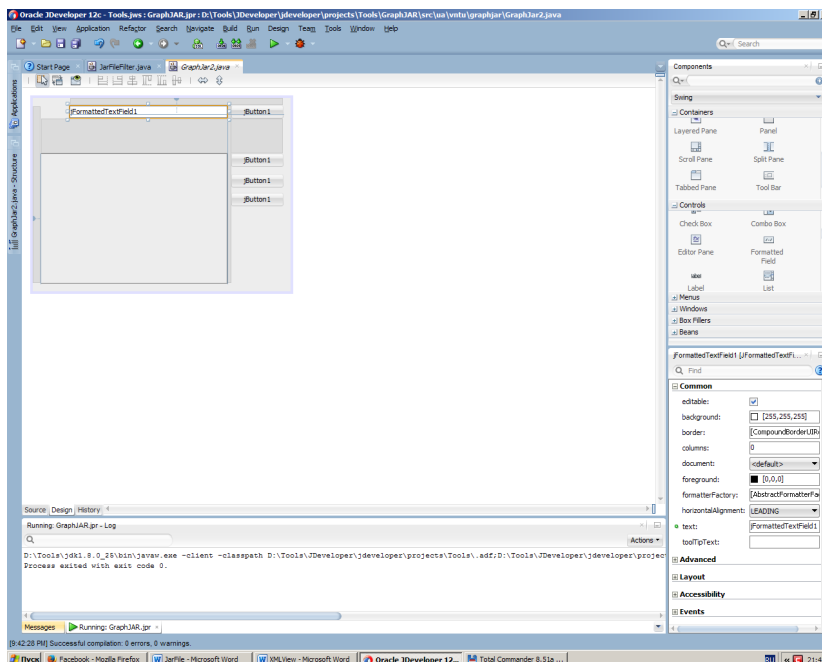 Oracle JDeveloper 12c - Tools.jws : GraphJAR.jpr : D:\Tools\JDeveloper\jdeveloper\projects\Tools\GraphJAR\src\ua\vntu\graphjar\GraphJar2.java
File Edit View Application Refactor Search Navigate Build Run Design Team Tools Window Help
Search
Start Page JarFileFilter.java GraphJar2.java
Applications
GraphJar2.java - Structure
jFormattedTextField1 jButton1
jButton1
jButton1
jButton1
Source Design History
Components
Swing
Containers
Layered Pane Panel
Scroll Pane Split Pane
Tabbed Pane Tool Bar
Controls
Check Box Combo Box
Editor Pane Formatted Field
Label List
Menus
Windows
Box Fillers
Beans
jFormattedTextField1 [JFormattedTextFi...
Find
Common
editable:
background: [255,255,255]
border: [CompoundBorderUIR
columns: 0
document: <default>
foreground: [0,0,0]
formatterFactory: [AbstractFormatterFa
horizontalAlignment: LEADING
text: jFormattedTextField1
toolTipText:
Advanced
Layout
Accessibility
Events
Running: GraphJAR.jpr - Log
Actions
D:\Tools\jdk1.8.0_25\bin\javaw.exe -client -classpath D:\Tools\JDeveloper\jdeveloper\projects\Tools\.adf;D:\Tools\JDeveloper\jdeveloper\projec
Process exited with exit code 0.
Messages Running: GraphJAR.jpr
[9:42:28 PM] Successful compilation: 0 errors, 0 warnings.
Пуск Facebook - Mozilla Firefox JarFile - Microsoft Word XMLView - Microsoft Word Oracle JDeveloper 12... Total Commander 8.51a ... 21:4